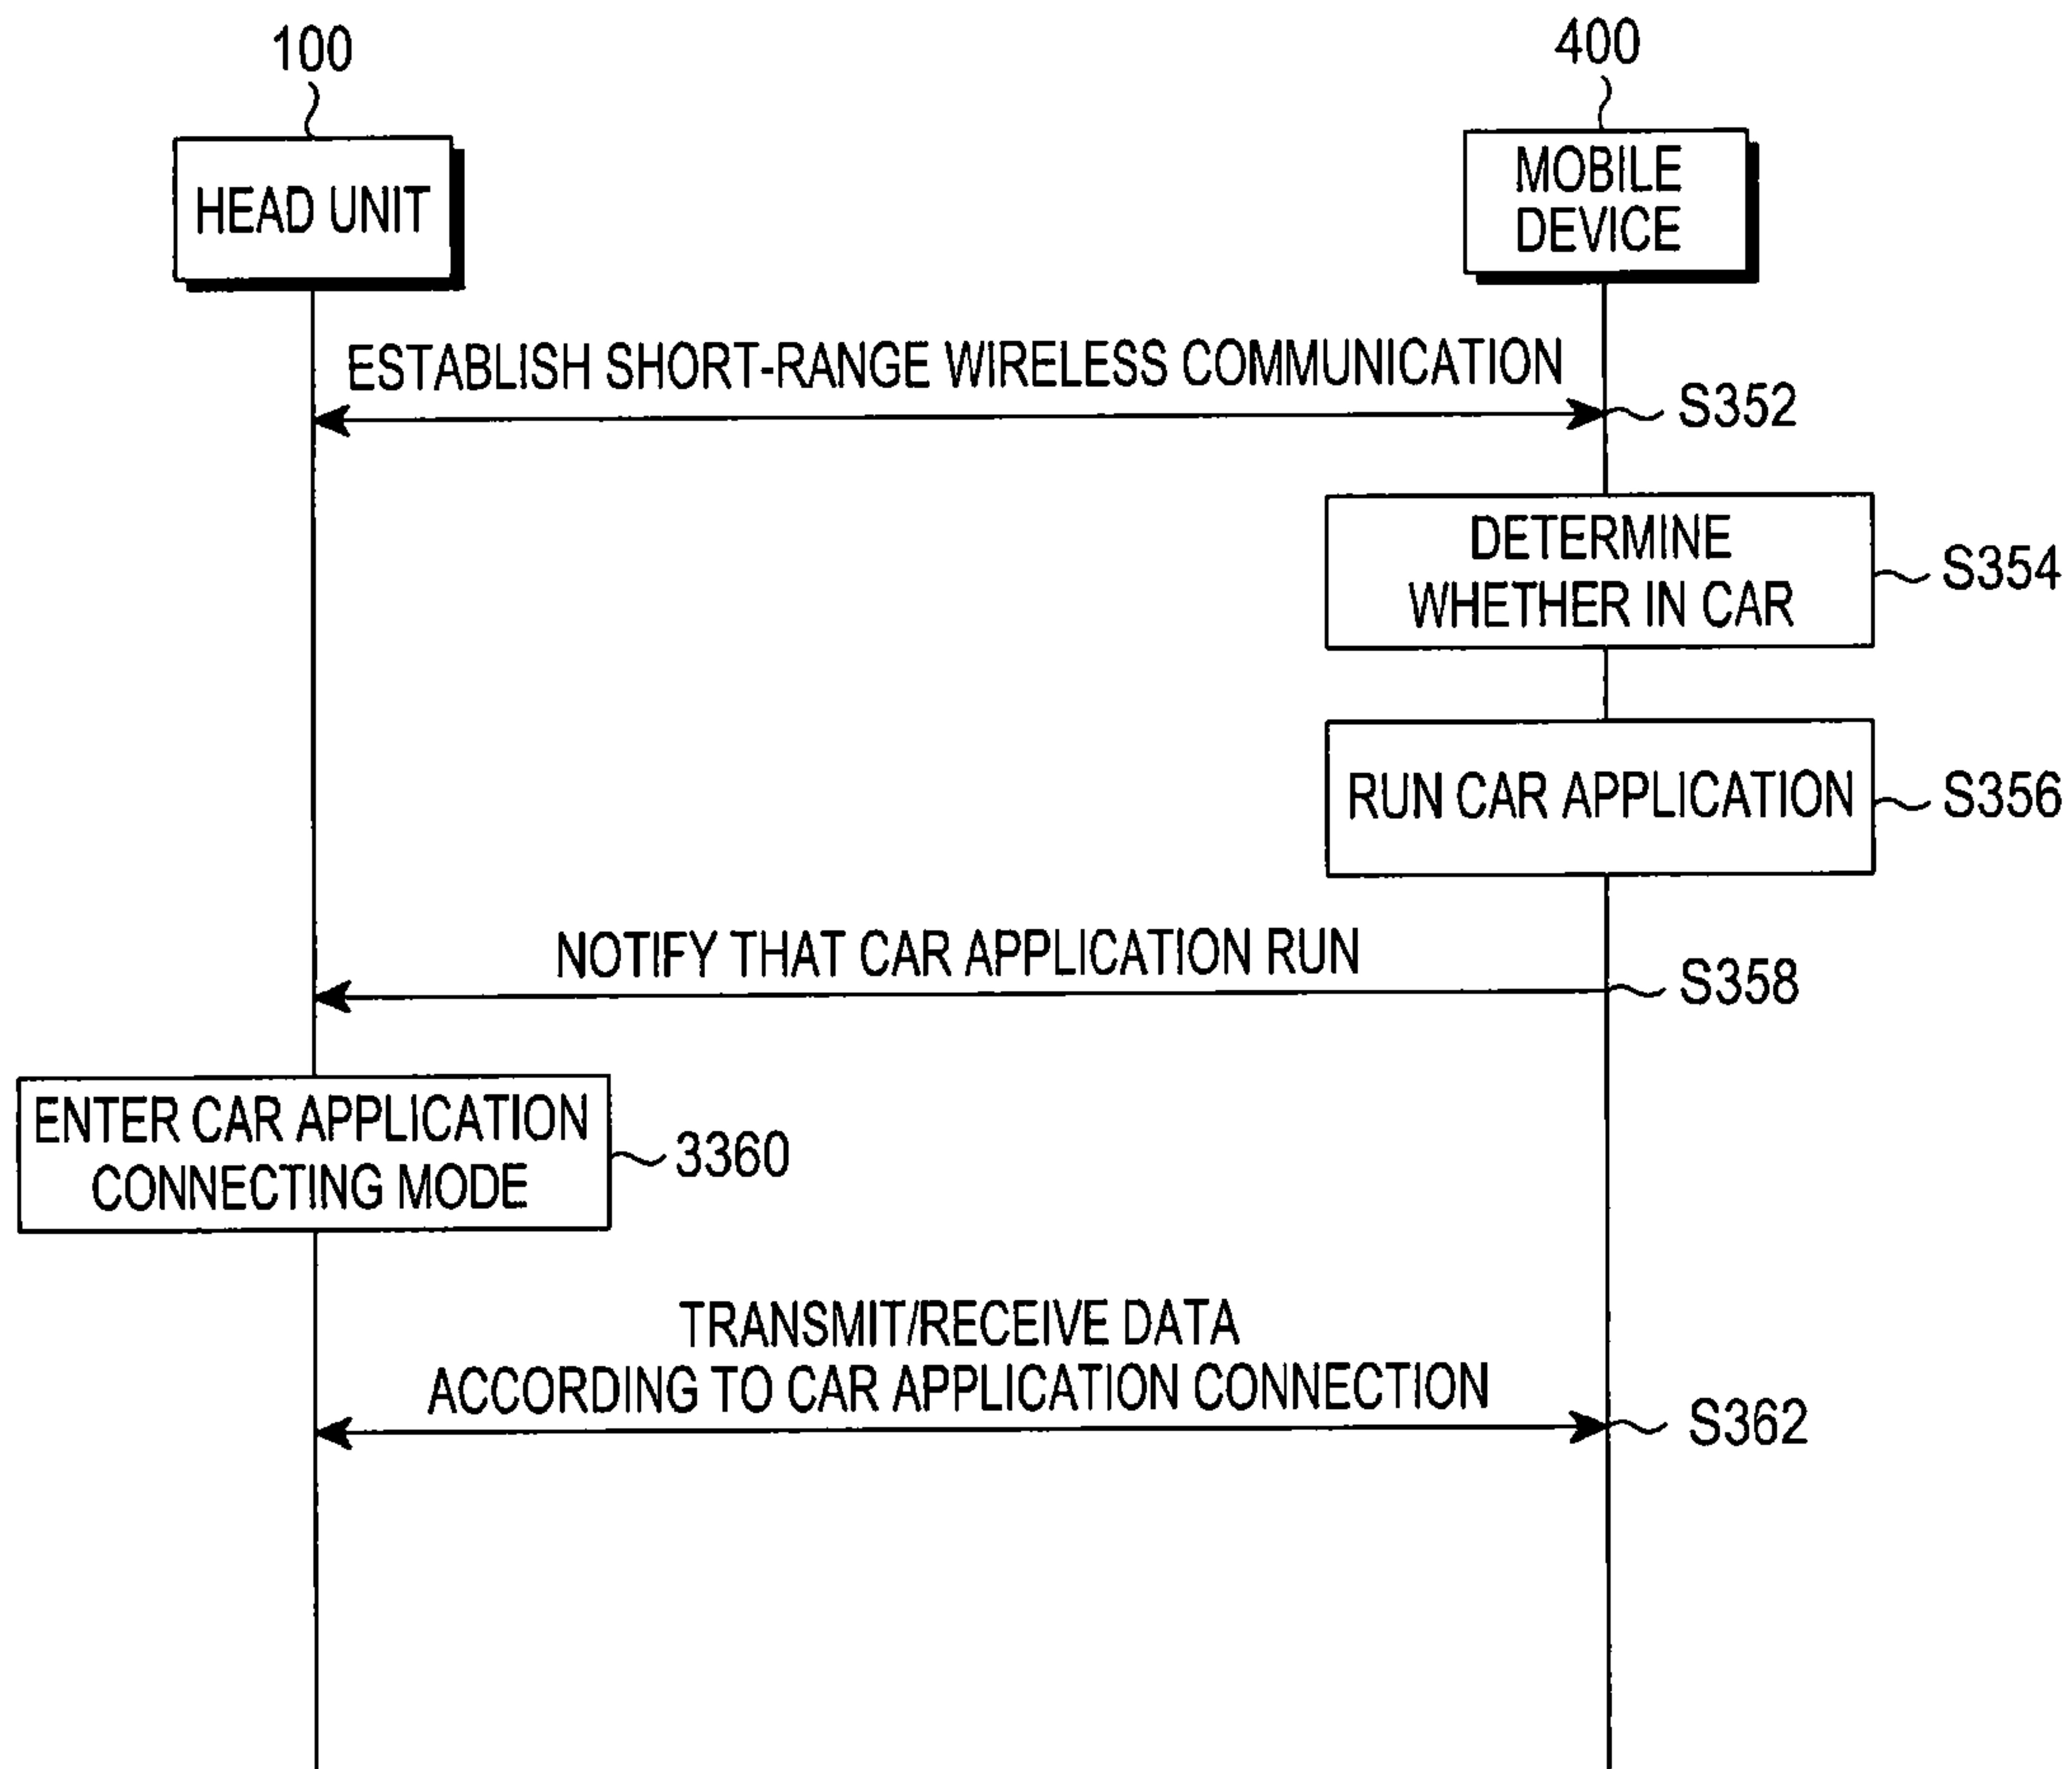 100
400
HEAD UNIT
MOBILE
DEVICE
ESTABLISH SHORT-RANGE WIRELESS COMMUNICATION
S352
DETERMINE
WHETHER IN CAR
S354
RUN CAR APPLICATION
S356
NOTIFY THAT CAR APPLICATION RUN
S358
ENTER CAR APPLICATION
CONNECTING MODE
3360
TRANSMIT/RECEIVE DATA
ACCORDING TO CAR APPLICATION CONNECTION
S362